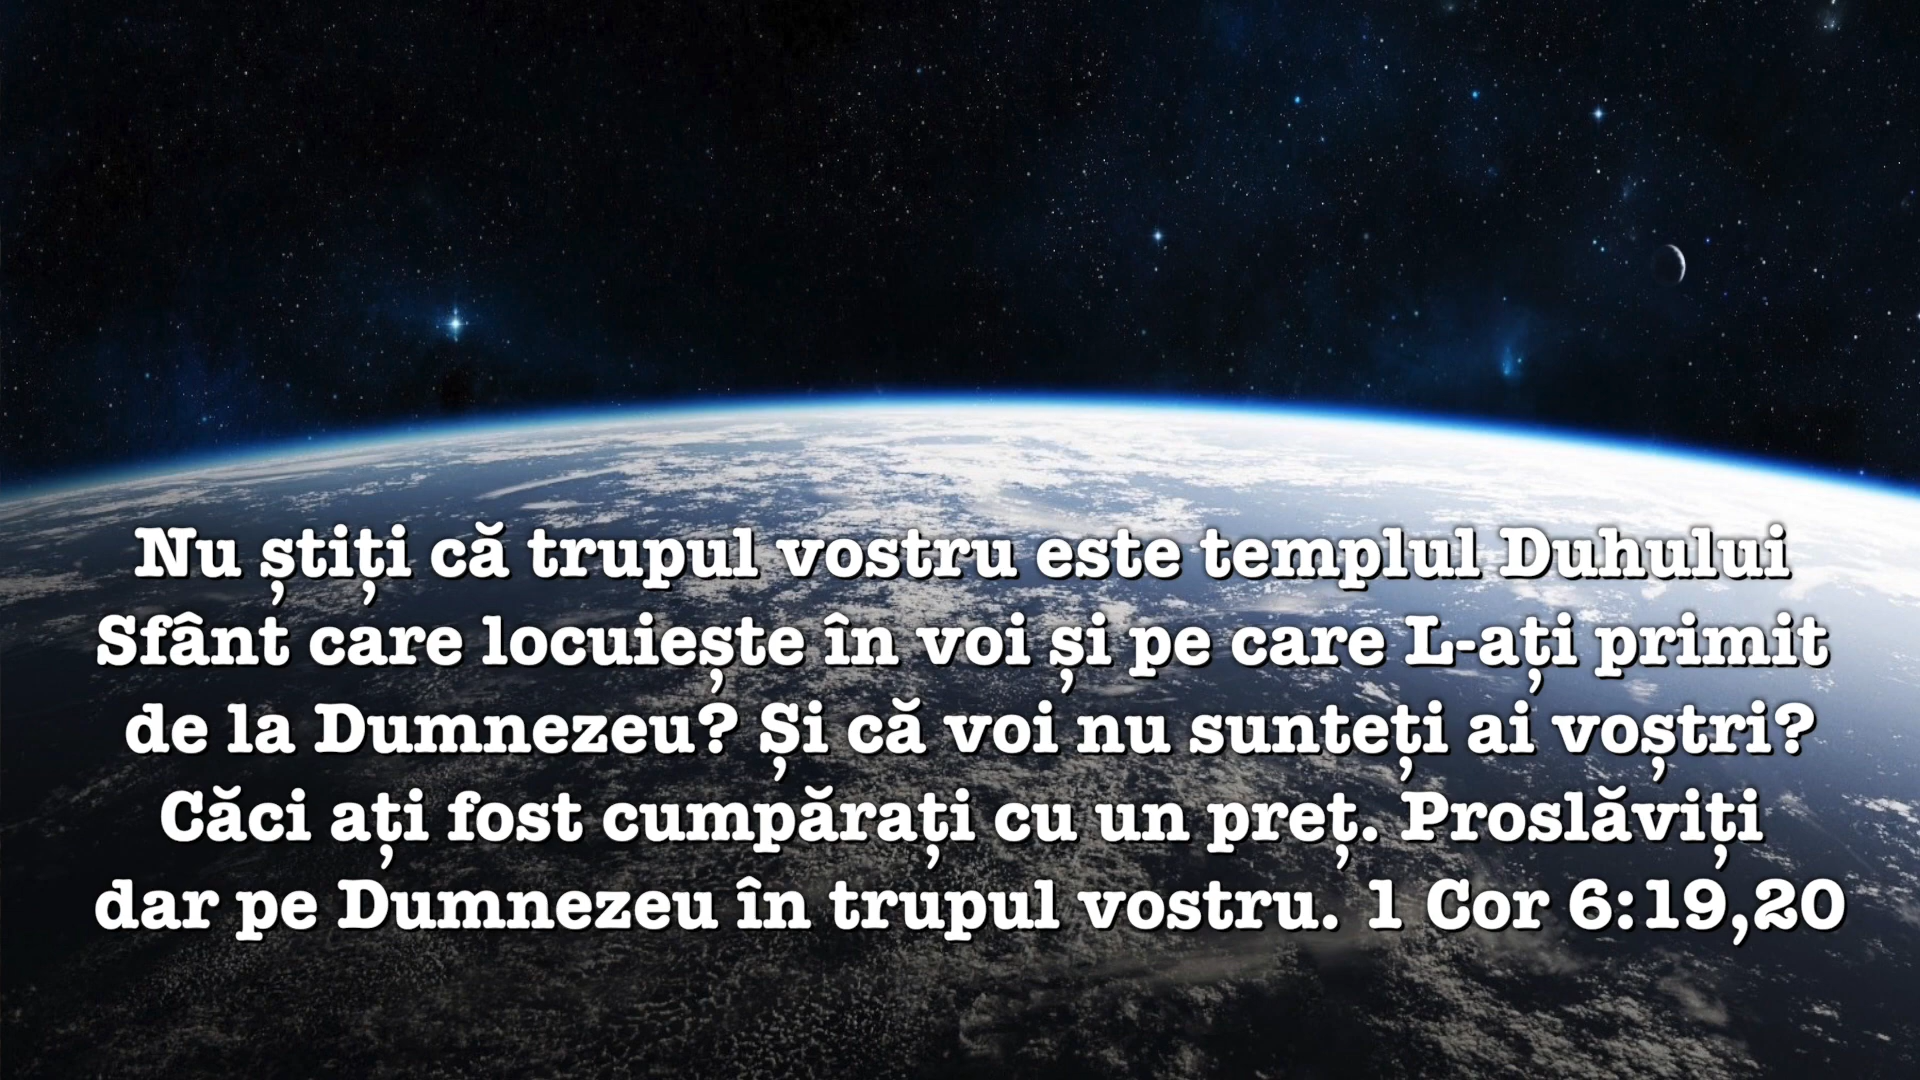 Nu știți că trupul vostru este templul Duhului
Sfânt care locuiește în voi și pe care L-ați primit
de la Dumnezeu? Și că voi nu sunteți ai voștri?
Căci ați fost cumpărați cu un preț. Proslăviți
dar pe Dumnezeu în trupul vostru. 1 Cor 6:19,20